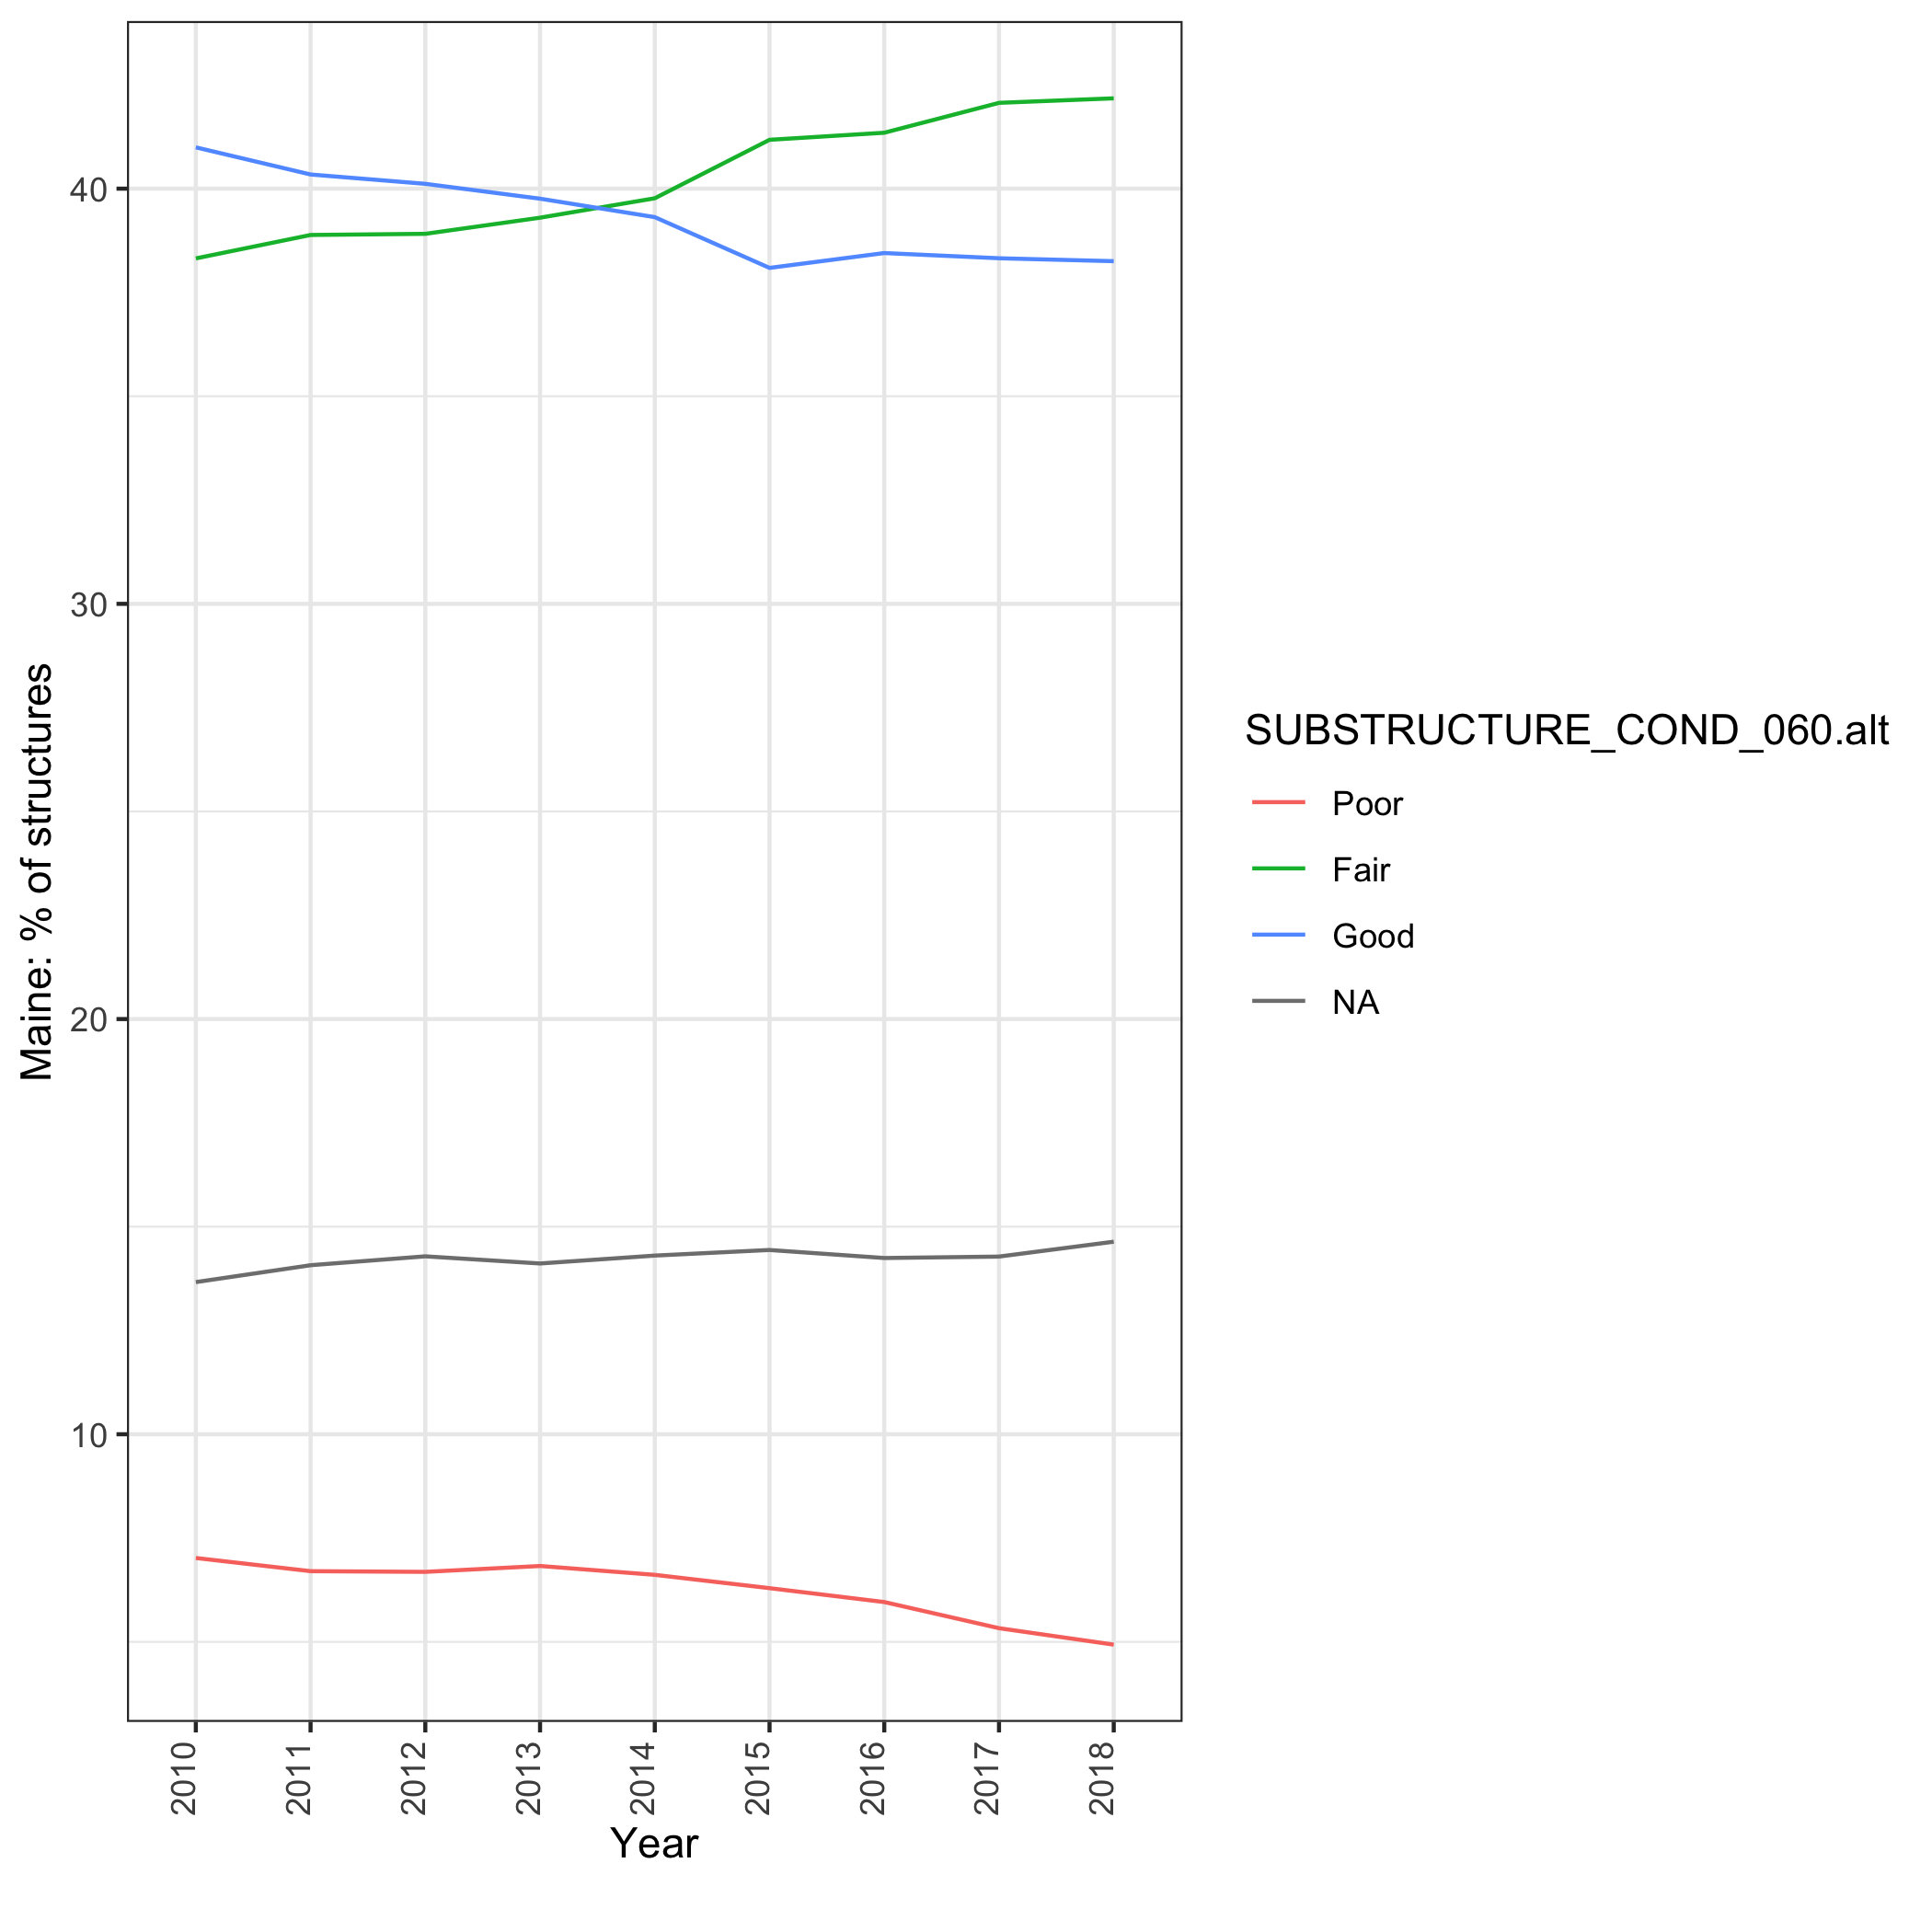 Maine: % of structures
40
30
20
10
2010
2011
2012
2013
2014
2015
2016
2017
2018
Year
SUBSTRUCTURE_COND_060.alt
Poor
Fair
Good
NA